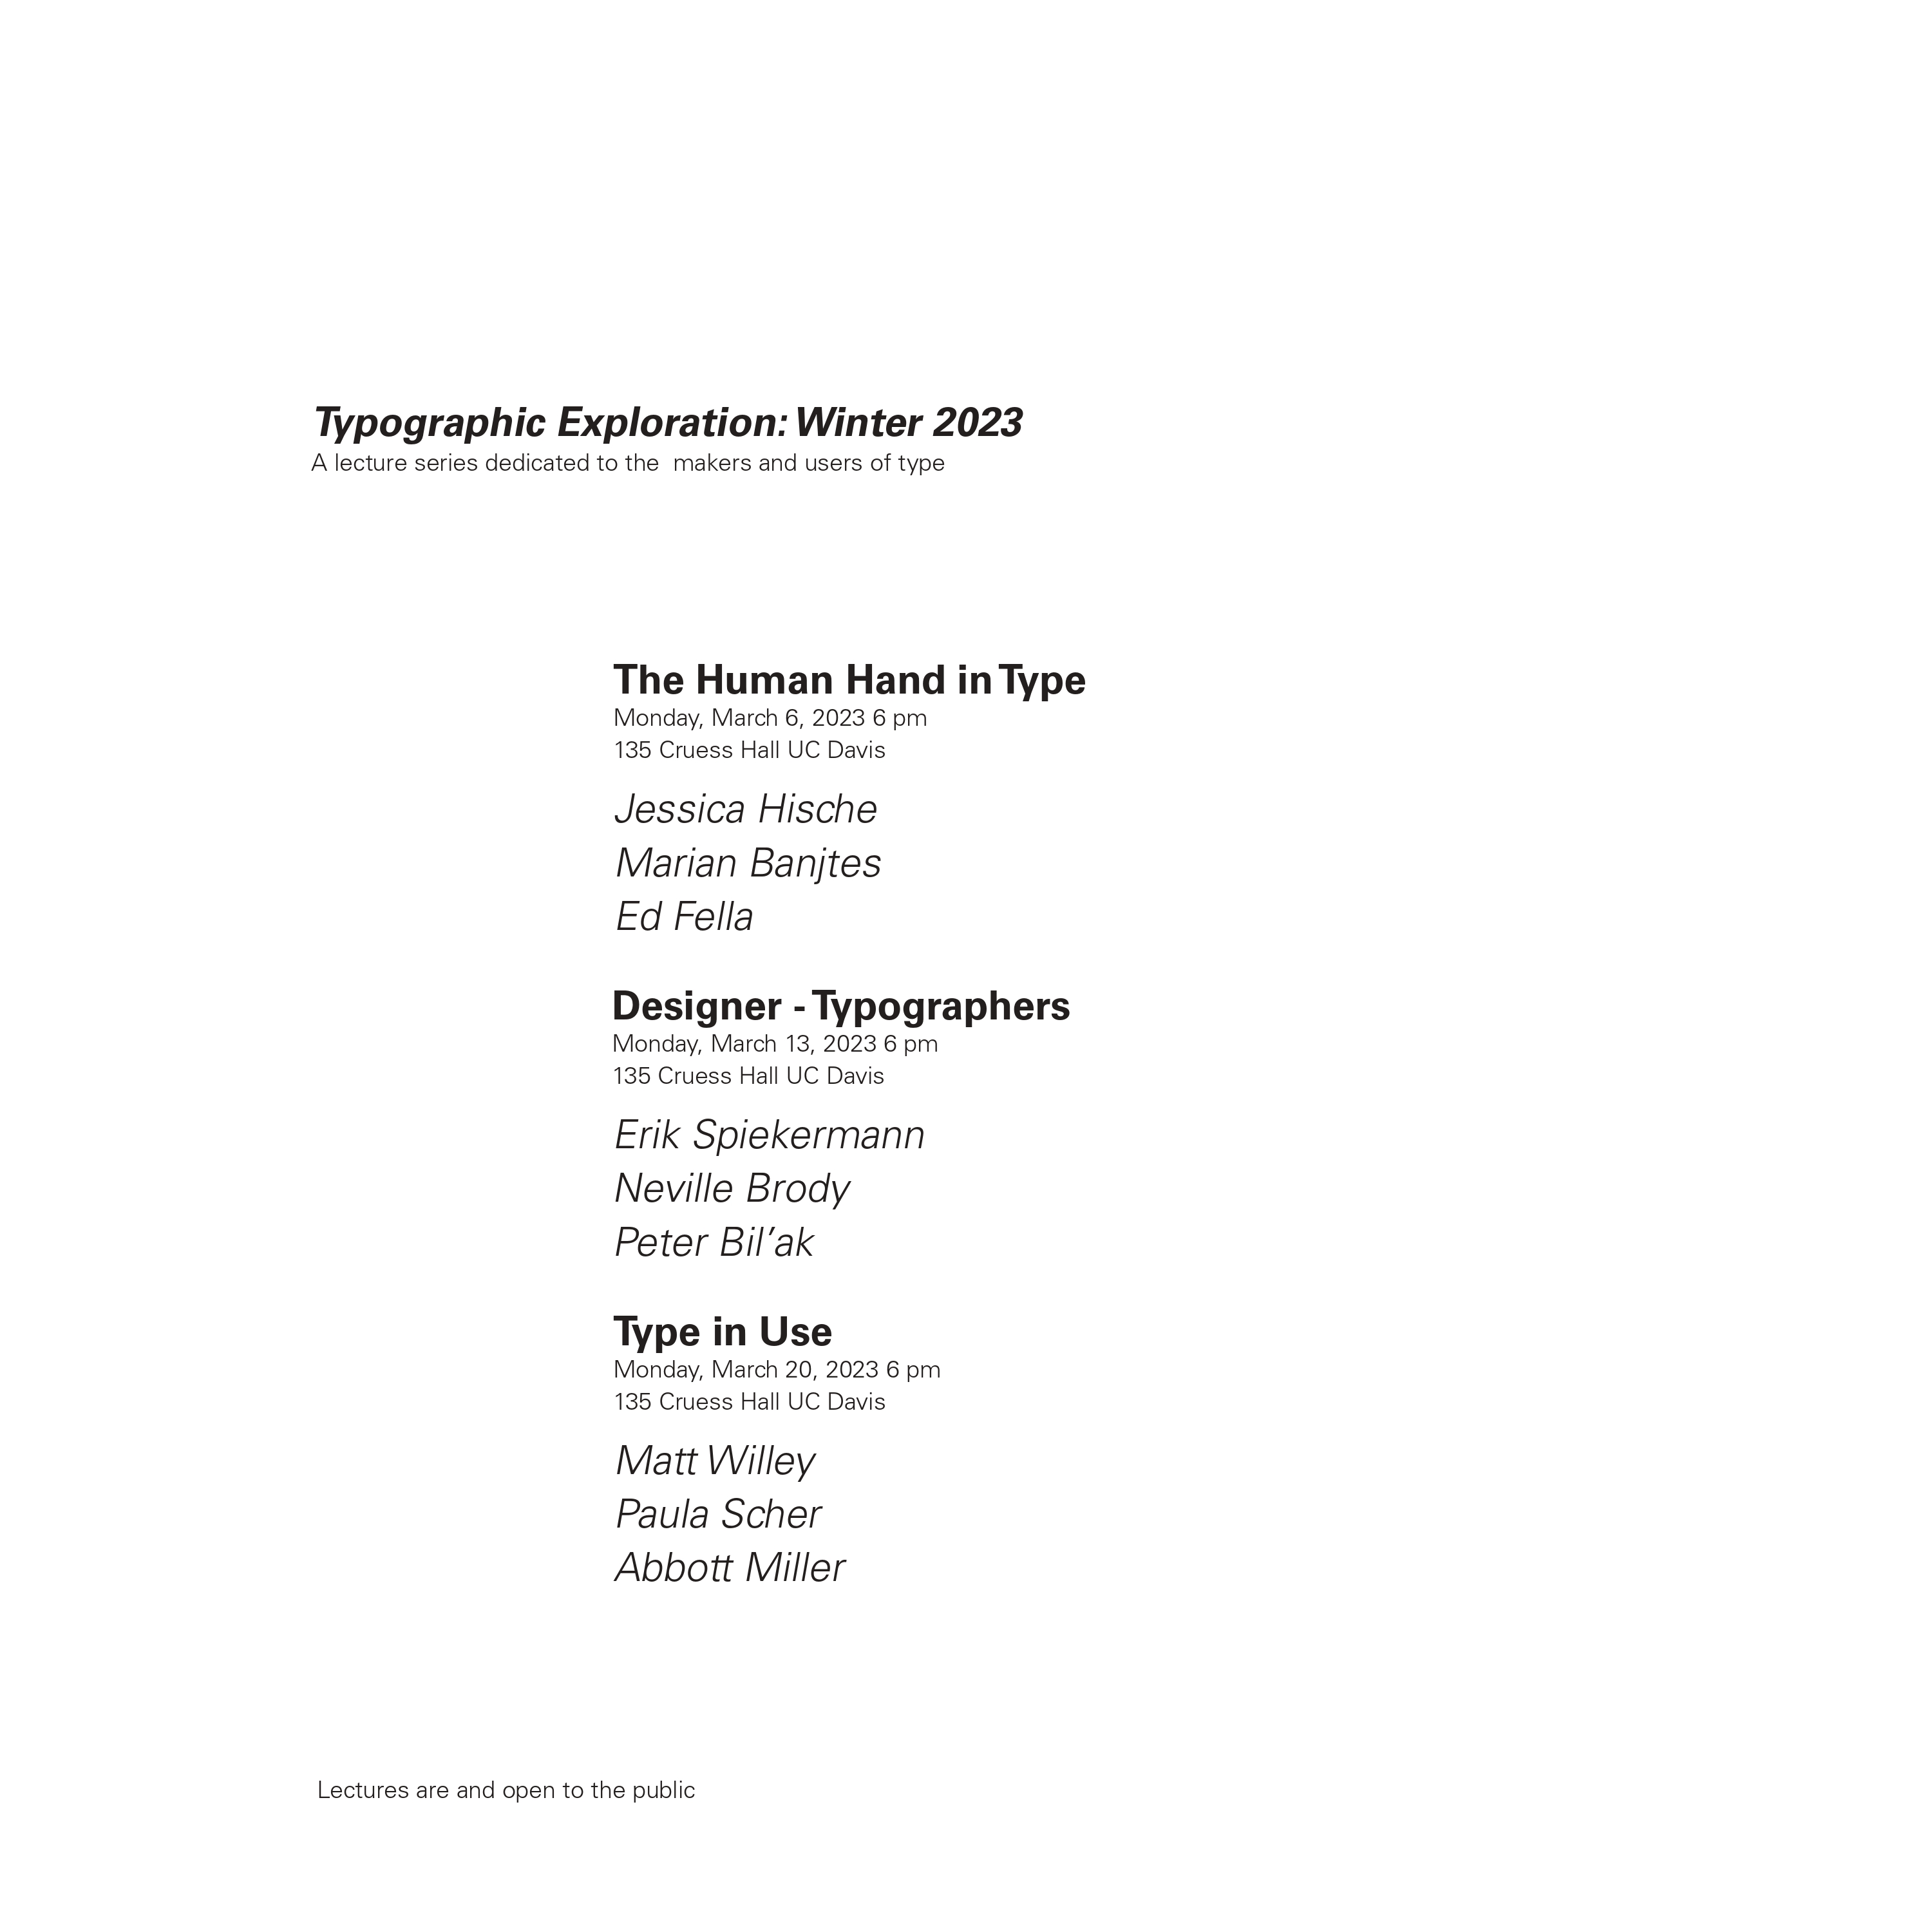 Typographic Exploration: Winter 2023
A lecture series dedicated to the  makers and users of type
The Human Hand in Type
Monday, March 6, 2023 6 pm
135 Cruess Hall UC Davis
Jessica Hische
Marian Banjtes
Ed Fella
Designer - Typographers
Monday, March 13, 2023 6 pm
135 Cruess Hall UC Davis
Erik Spiekermann
Neville Brody
Peter Bil’ak
Type in Use
Monday, March 20, 2023 6 pm
135 Cruess Hall UC Davis
Matt Willey
Paula Scher
Abbott Miller
Lectures are and open to the public